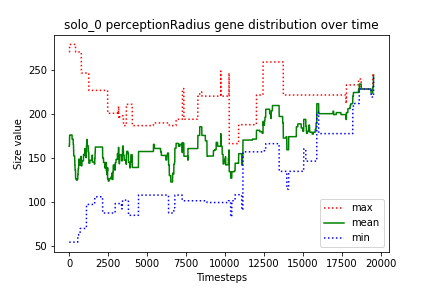 solo_0 perceptionRadius gene distribution over time
Size value
250
200
150
100
50
max
mean
min
0
2500
5000
7500
10000
12500
15000
17500
20000
Timesteps